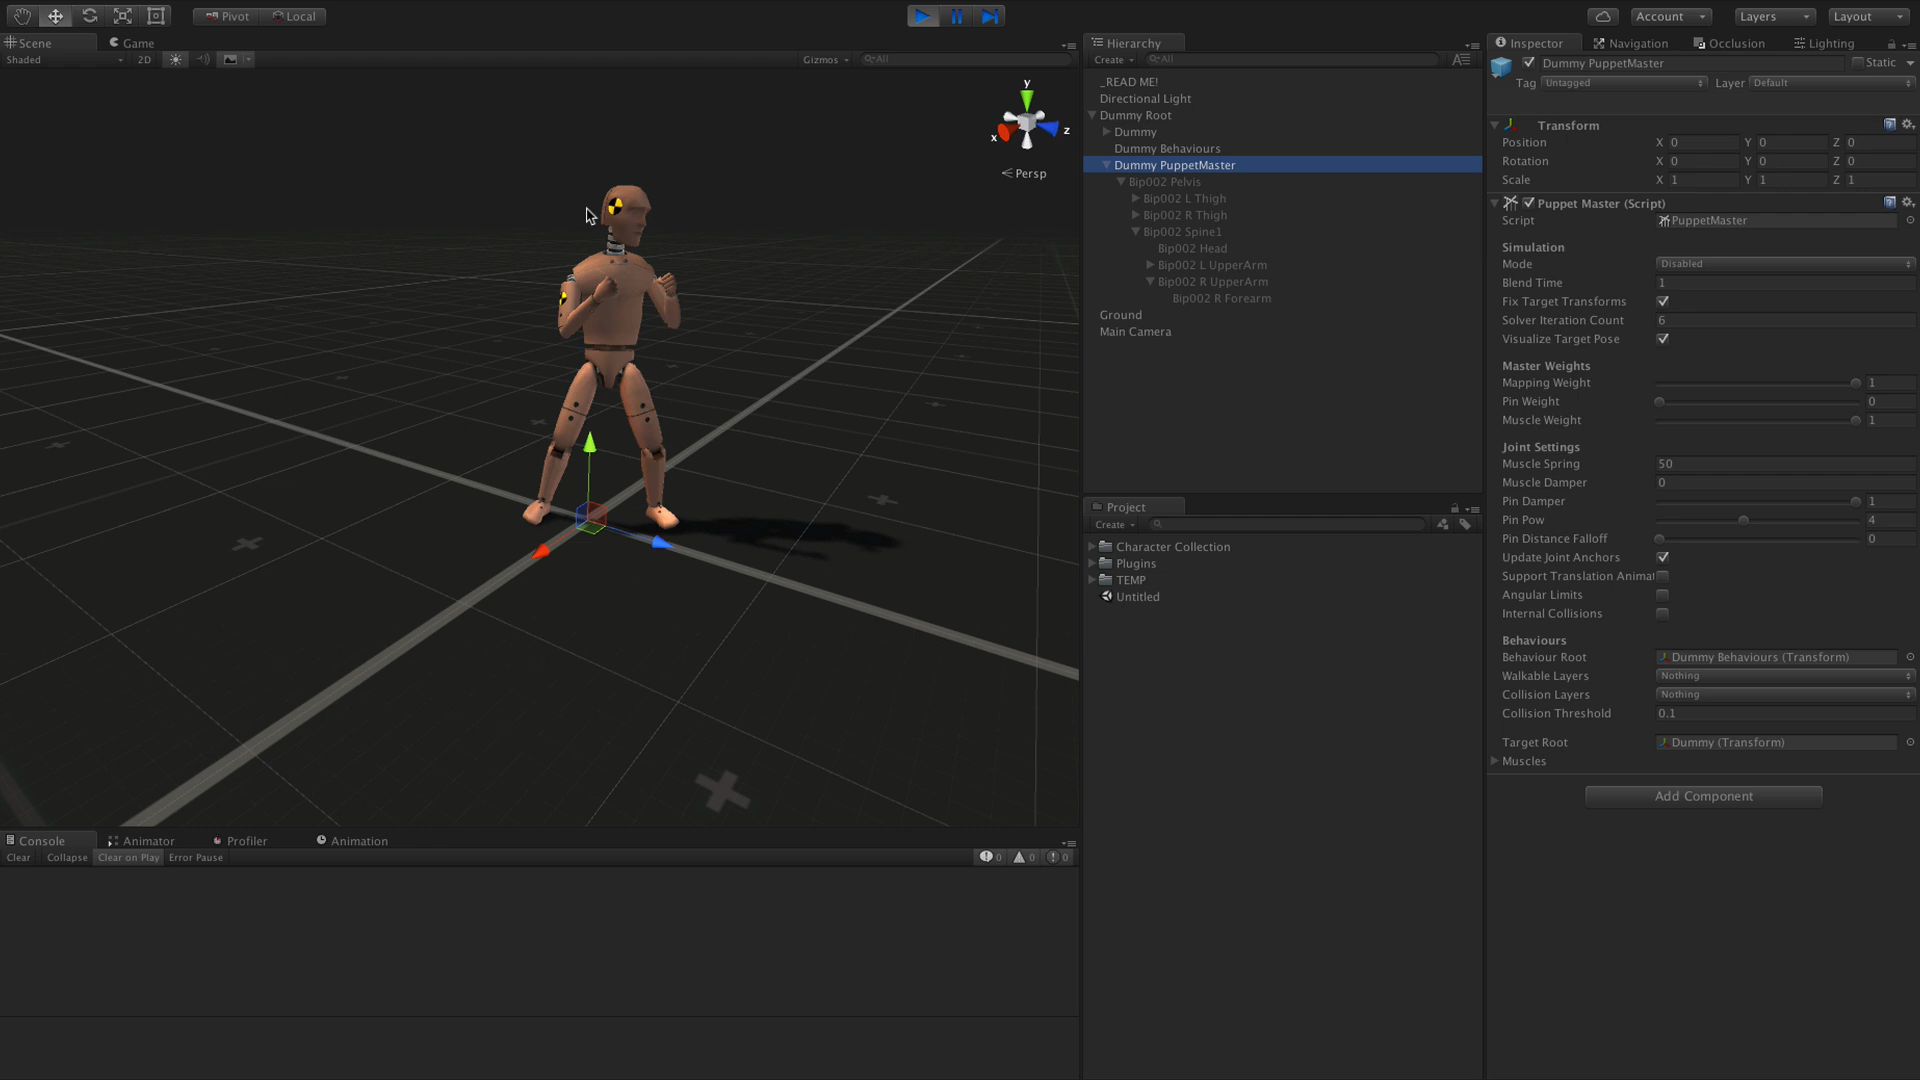 Pivot
Local
Account
Layers
Layout
Scene
Game
Shaded
2D
Gizmos
All
y
x
z
Persp
Console
Animator
Profiler
Animation
Clear
Collapse
Clear on Play
Error Pause
0
0
0
Hierarchy
Create
All
_READ ME!
Directional Light
Dummy Root
Dummy
Dummy Behaviours
Dummy PuppetMaster
Bip002 Pelvis
Bip002 L Thigh
Bip002 R Thigh
Bip002 Spine1
Bip002 Head
Bip002 L UpperArm
Bip002 R UpperArm
Bip002 R Forearm
Ground
Main Camera
Project
Create
Character Collection
Plugins
TEMP
Untitled
Inspector
Navigation
Occlusion
Lighting
Dummy PuppetMaster
Static
Tag Untagged
Layer Default
Transform
Position X 0 Y 0 Z 0
Rotation X 0 Y 0 Z 0
Scale X 1 Y 1 Z 1
Puppet Master (Script)
Script PuppetMaster
Simulation
Mode Disabled
Blend Time 1
Fix Target Transforms
Solver Iteration Count 6
Visualize Target Pose
Master Weights
Mapping Weight 1
Pin Weight 0
Muscle Weight 1
Joint Settings
Muscle Spring 50
Muscle Damper 0
Pin Damper 1
Pin Pow 4
Pin Distance Falloff 0
Update Joint Anchors
Support Translation Animat
Angular Limits
Internal Collisions
Behaviours
Behaviour Root Dummy Behaviours (Transform)
Walkable Layers Nothing
Collision Layers Nothing
Collision Threshold 0.1
Target Root Dummy (Transform)
Muscles
Add Component